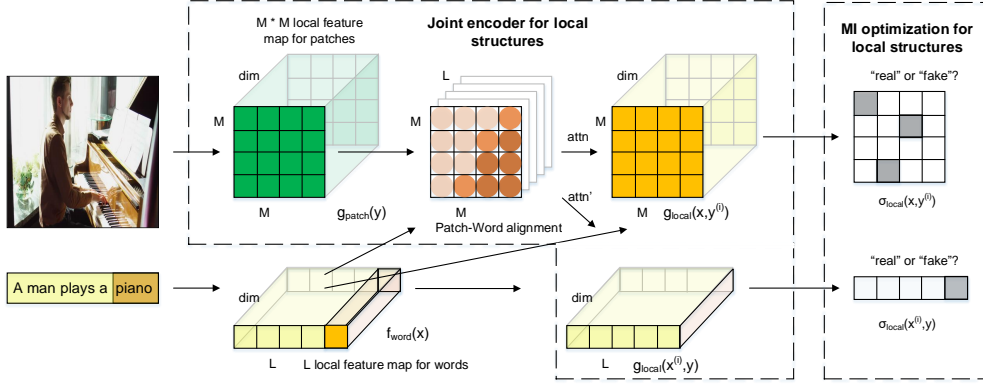 M * M local feature
map for patches
Joint encoder for local
structures
MI optimization for
local structures
dim
L
dim
“real” or “fake”?
M
M
attn
M
M
g_patch(y)
M
attn’
M
g_local(x,y^(i))
Patch-Word alignment
σ_local(x,y^(i))
A man plays a piano
dim
f_word(x)
dim
“real” or “fake”?
L
L local feature map for words
L
g_local(x^(i),y)
σ_local(x^(i),y)